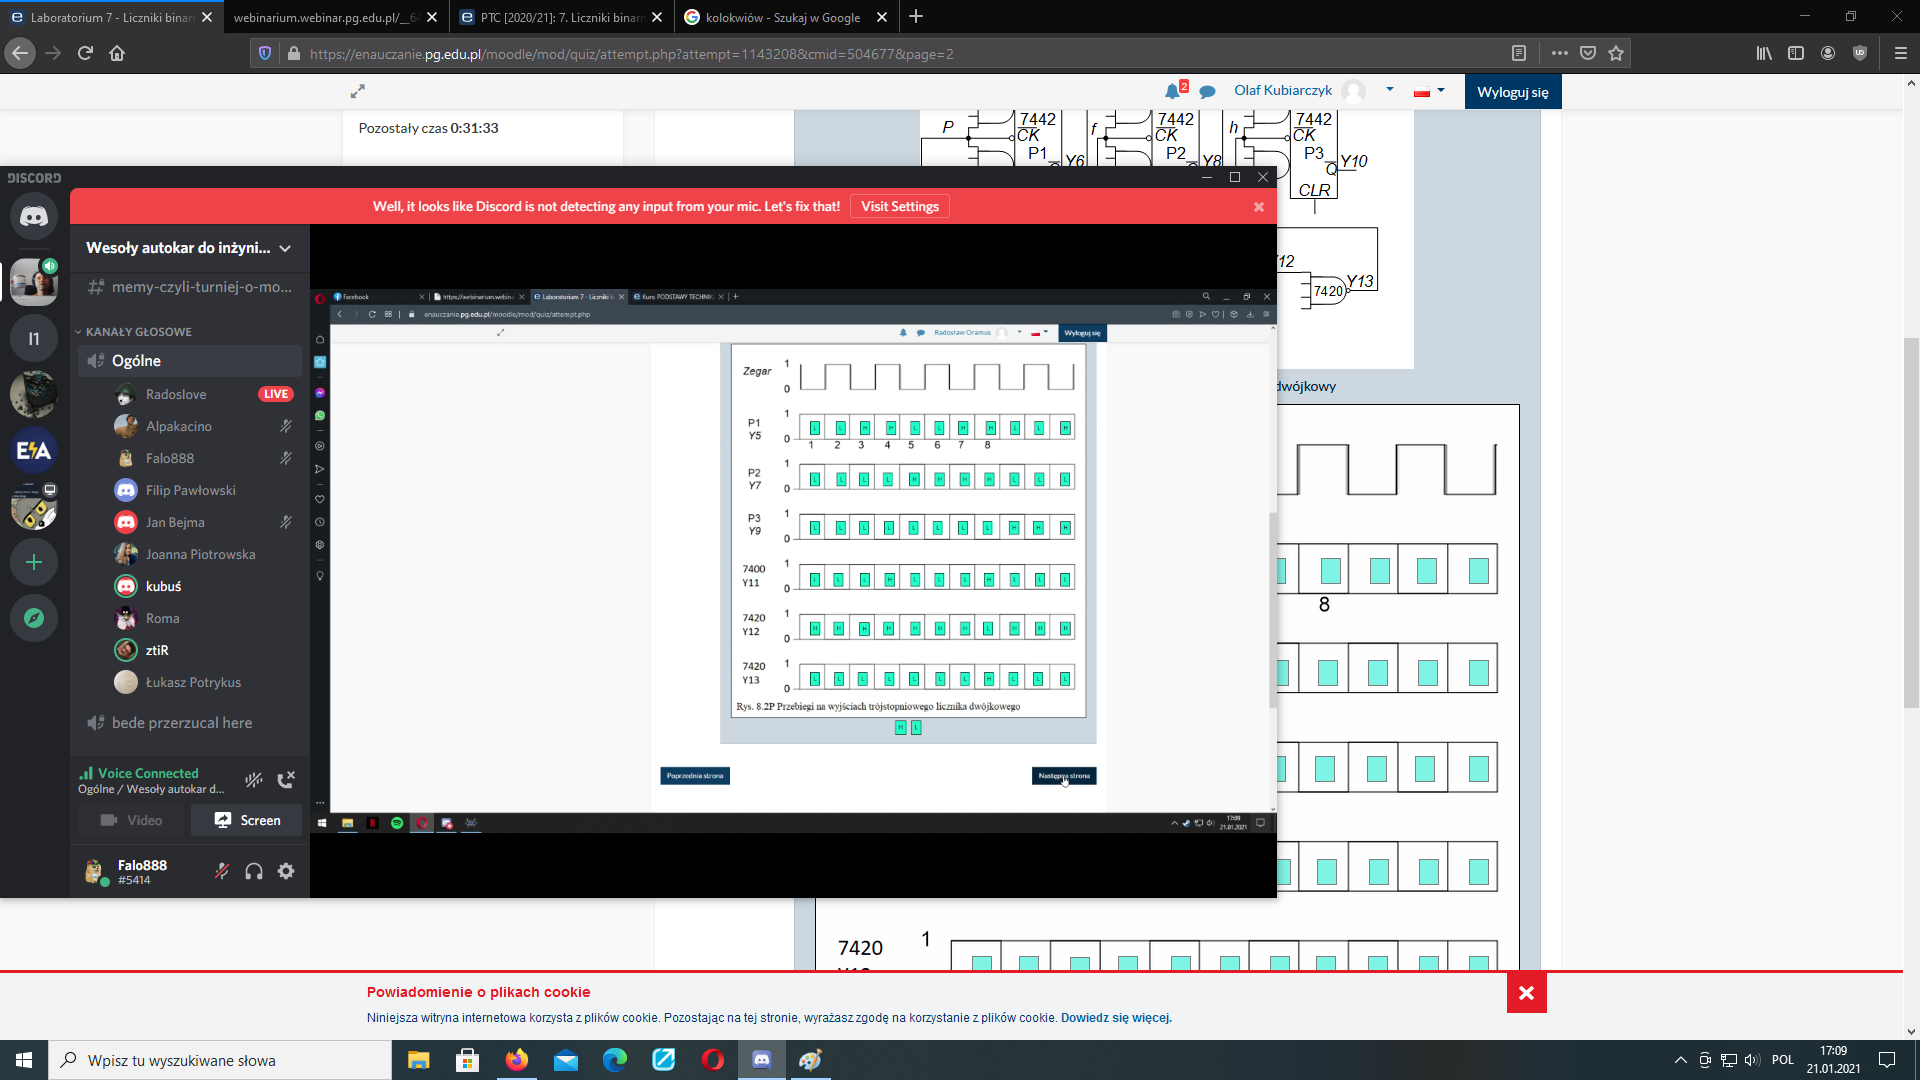 Laboratorium 7 - Liczniki binarn
webinarium.webinar.pg.edu.pl/__64
PTC [2020/21]: 7. Liczniki binarn
kolokwiów - Szukaj w Google
https://enauczanie.pg.edu.pl/moodle/mod/quiz/attempt.php?attempt=1143208&cmid=504677&page=2
2
Olaf Kubiarczyk
Wyloguj się
Pozostały czas 0:31:33
P
7442
CK
P1
Y6
f
7442
CK
P2
Y8
h
7442
CK
P3
Q
Y10
CLR
7420
Y13
dwójkowy
8
7420
1
DISCORD
Well, it looks like Discord is not detecting any input from your mic. Let's fix that!
Visit Settings
Wesoły autokar do inżyni...
memy-czyli-turniej-o-mo...
KANAŁY GŁOSOWE
I1
Ogólne
Radoslove
LIVE
Alpakacino
Falo888
Filip Pawłowski
Jan Bejma
Joanna Piotrowska
kubuś
Roma
ztiR
Łukasz Potrykus
bede przerzucal here
Voice Connected
Ogólne / Wesoły autokar d...
Video
Screen
Falo888
#5414
Facebook
https://webinarium.webin
Laboratorium 7 - Liczniki b
Kurs: PODSTAWY TECHNIK
enauczanie.pg.edu.pl/moodle/mod/quiz/attempt.php
Radosław Oramus
Wyloguj się
Zegar
1
0
P1
Y5
1
0
L L H H L L H H L L H
1 2 3 4 5 6 7 8
P2
Y7
1
0
L L L L H H H H L L L
P3
Y9
1
0
L L L L L L L L H H H
7400
Y11
1
0
L L L H L L L H L L L
7420
Y12
1
0
H H H H H H H L H H H
7420
Y13
1
0
L L L L L L L H L L L
Rys. 8.2P Przebiegi na wyjściach trójstopniowego licznika dwójkowego
H L
Poprzednia strona
Następna strona
17:09
21.01.2021
Powiadomienie o plikach cookie
Niniejsza witryna internetowa korzysta z plików cookie. Pozostając na tej stronie, wyrażasz zgodę na korzystanie z plików cookie. Dowiedz się więcej.
Wpisz tu wyszukiwane słowa
POL
17:09
21.01.2021